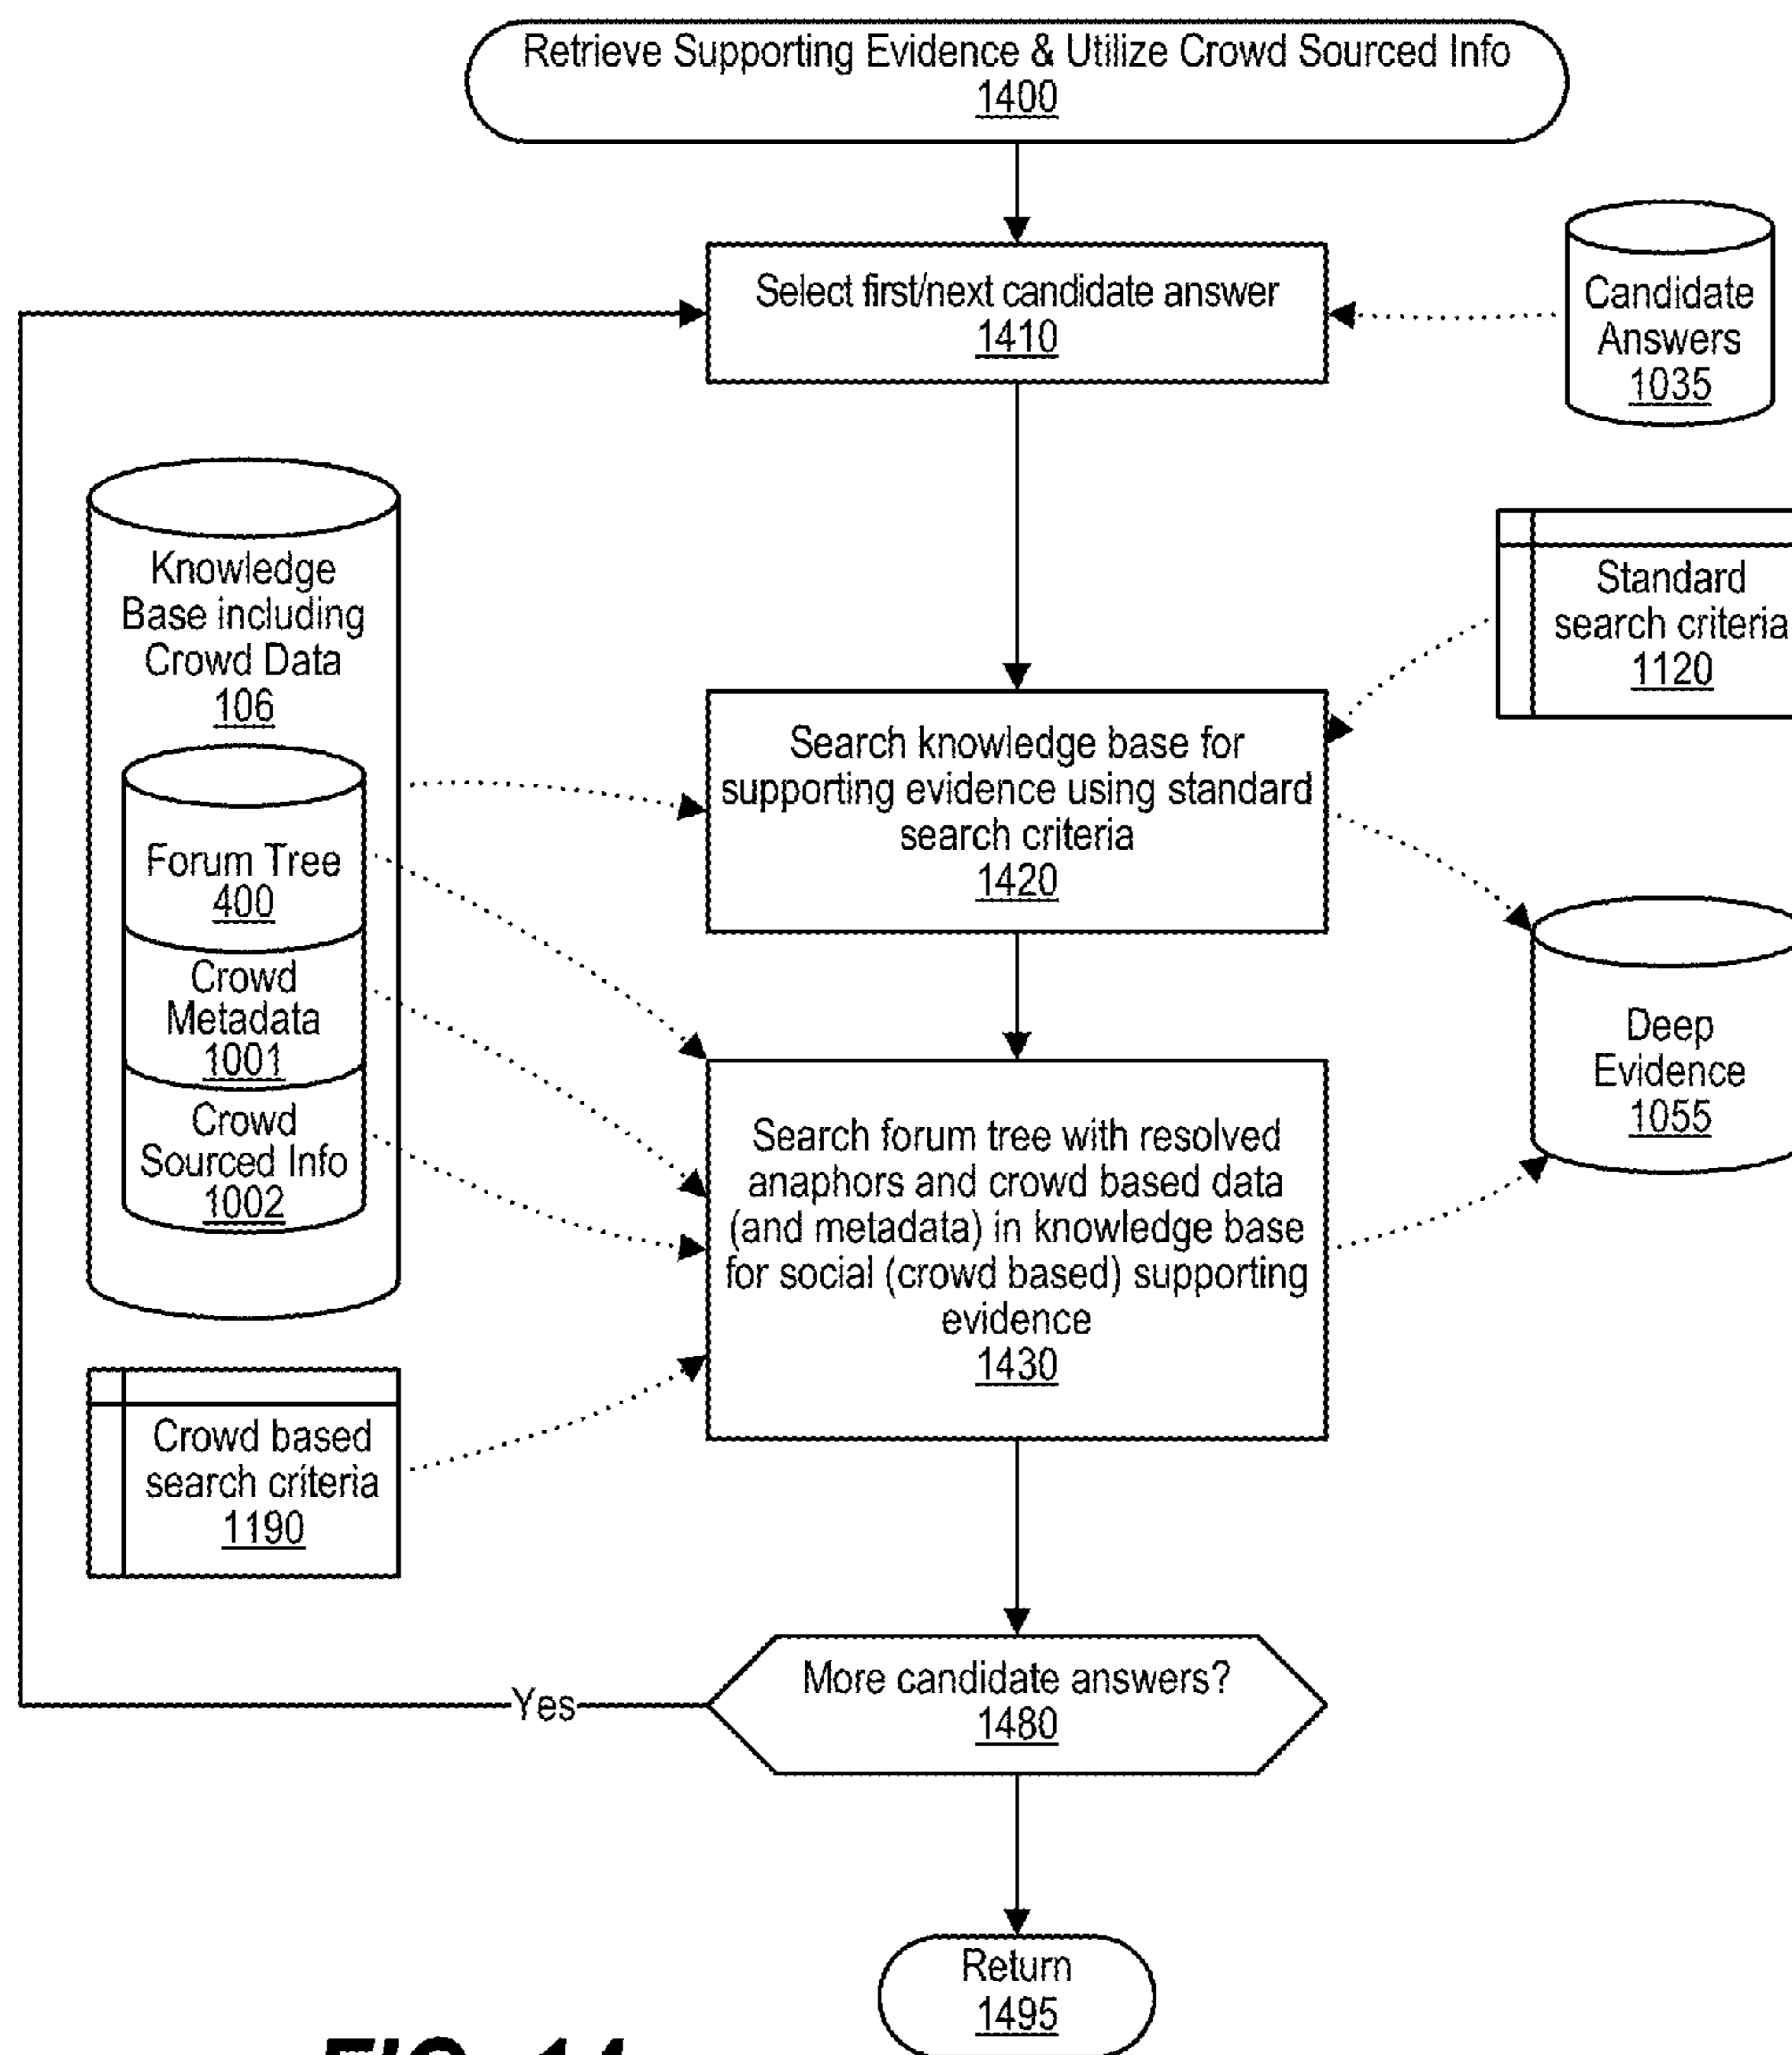 Retrieve Supporting Evidence & Utilize Crowd Sourced Info
1400
Select first/next candidate answer
1410
Candidate
Answers
1035
Knowledge
Base including
Crowd Data
106
Standard
search criteria
1120
Search knowledge base for
supporting evidence using standard
search criteria
1420
Forum Tree
400
Crowd
Metadata
1001
Crowd
Sourced Info
1002
Deep
Evidence
1055
Search forum tree with resolved
anaphors and crowd based data
(and metadata) in knowledge base
for social (crowd based) supporting
evidence
1430
Crowd based
search criteria
1190
More candidate answers?
1480
Yes
Return
1495
FIG. 14